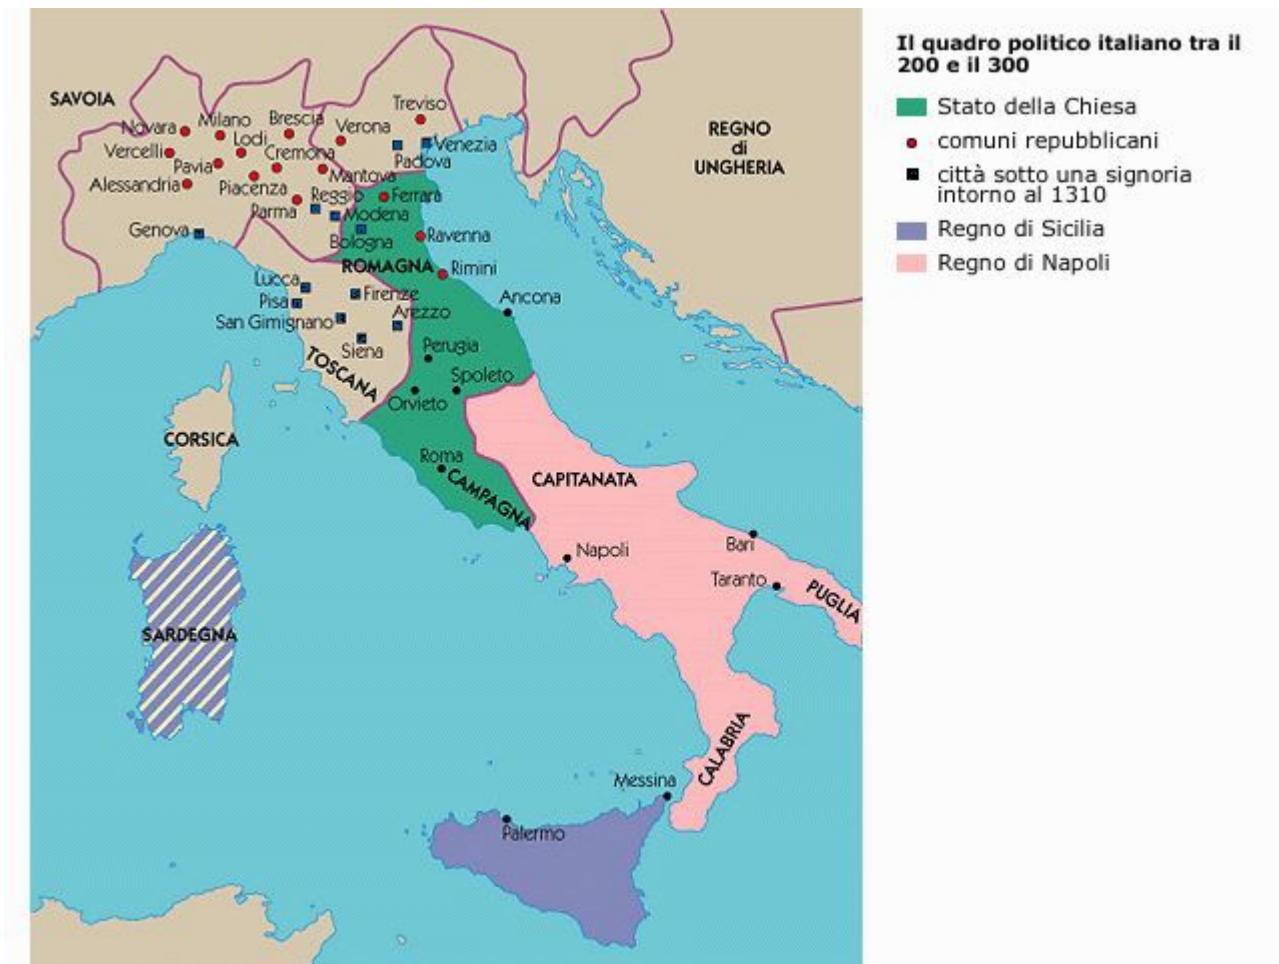 Il quadro politico italiano tra il
200 e il 300
Stato della Chiesa
comuni repubblicani
città sotto una signoria
intorno al 1310
Regno di Sicilia
Regno di Napoli
SAVOIA
Novara
Milano
Brescia
Treviso
Verona
Lodi
Vercelli
Cremona
Venezia
Padova
Pavia
Mantova
Alessandria
Piacenza
Reggio
Ferrara
Parma
Modena
Genova
Bologna
Ravenna
ROMAGNA
Rimini
REGNO
di
UNGHERIA
Lucca
Firenze
Pisa
Ancona
Arezzo
San Gimignano
Siena
Perugia
TOSCANA
Spoleto
Orvieto
CORSICA
Roma
CAMPAGNA
CAPITANATA
Napoli
Bari
Taranto
PUGLIA
SARDEGNA
CALABRIA
Messina
Palermo